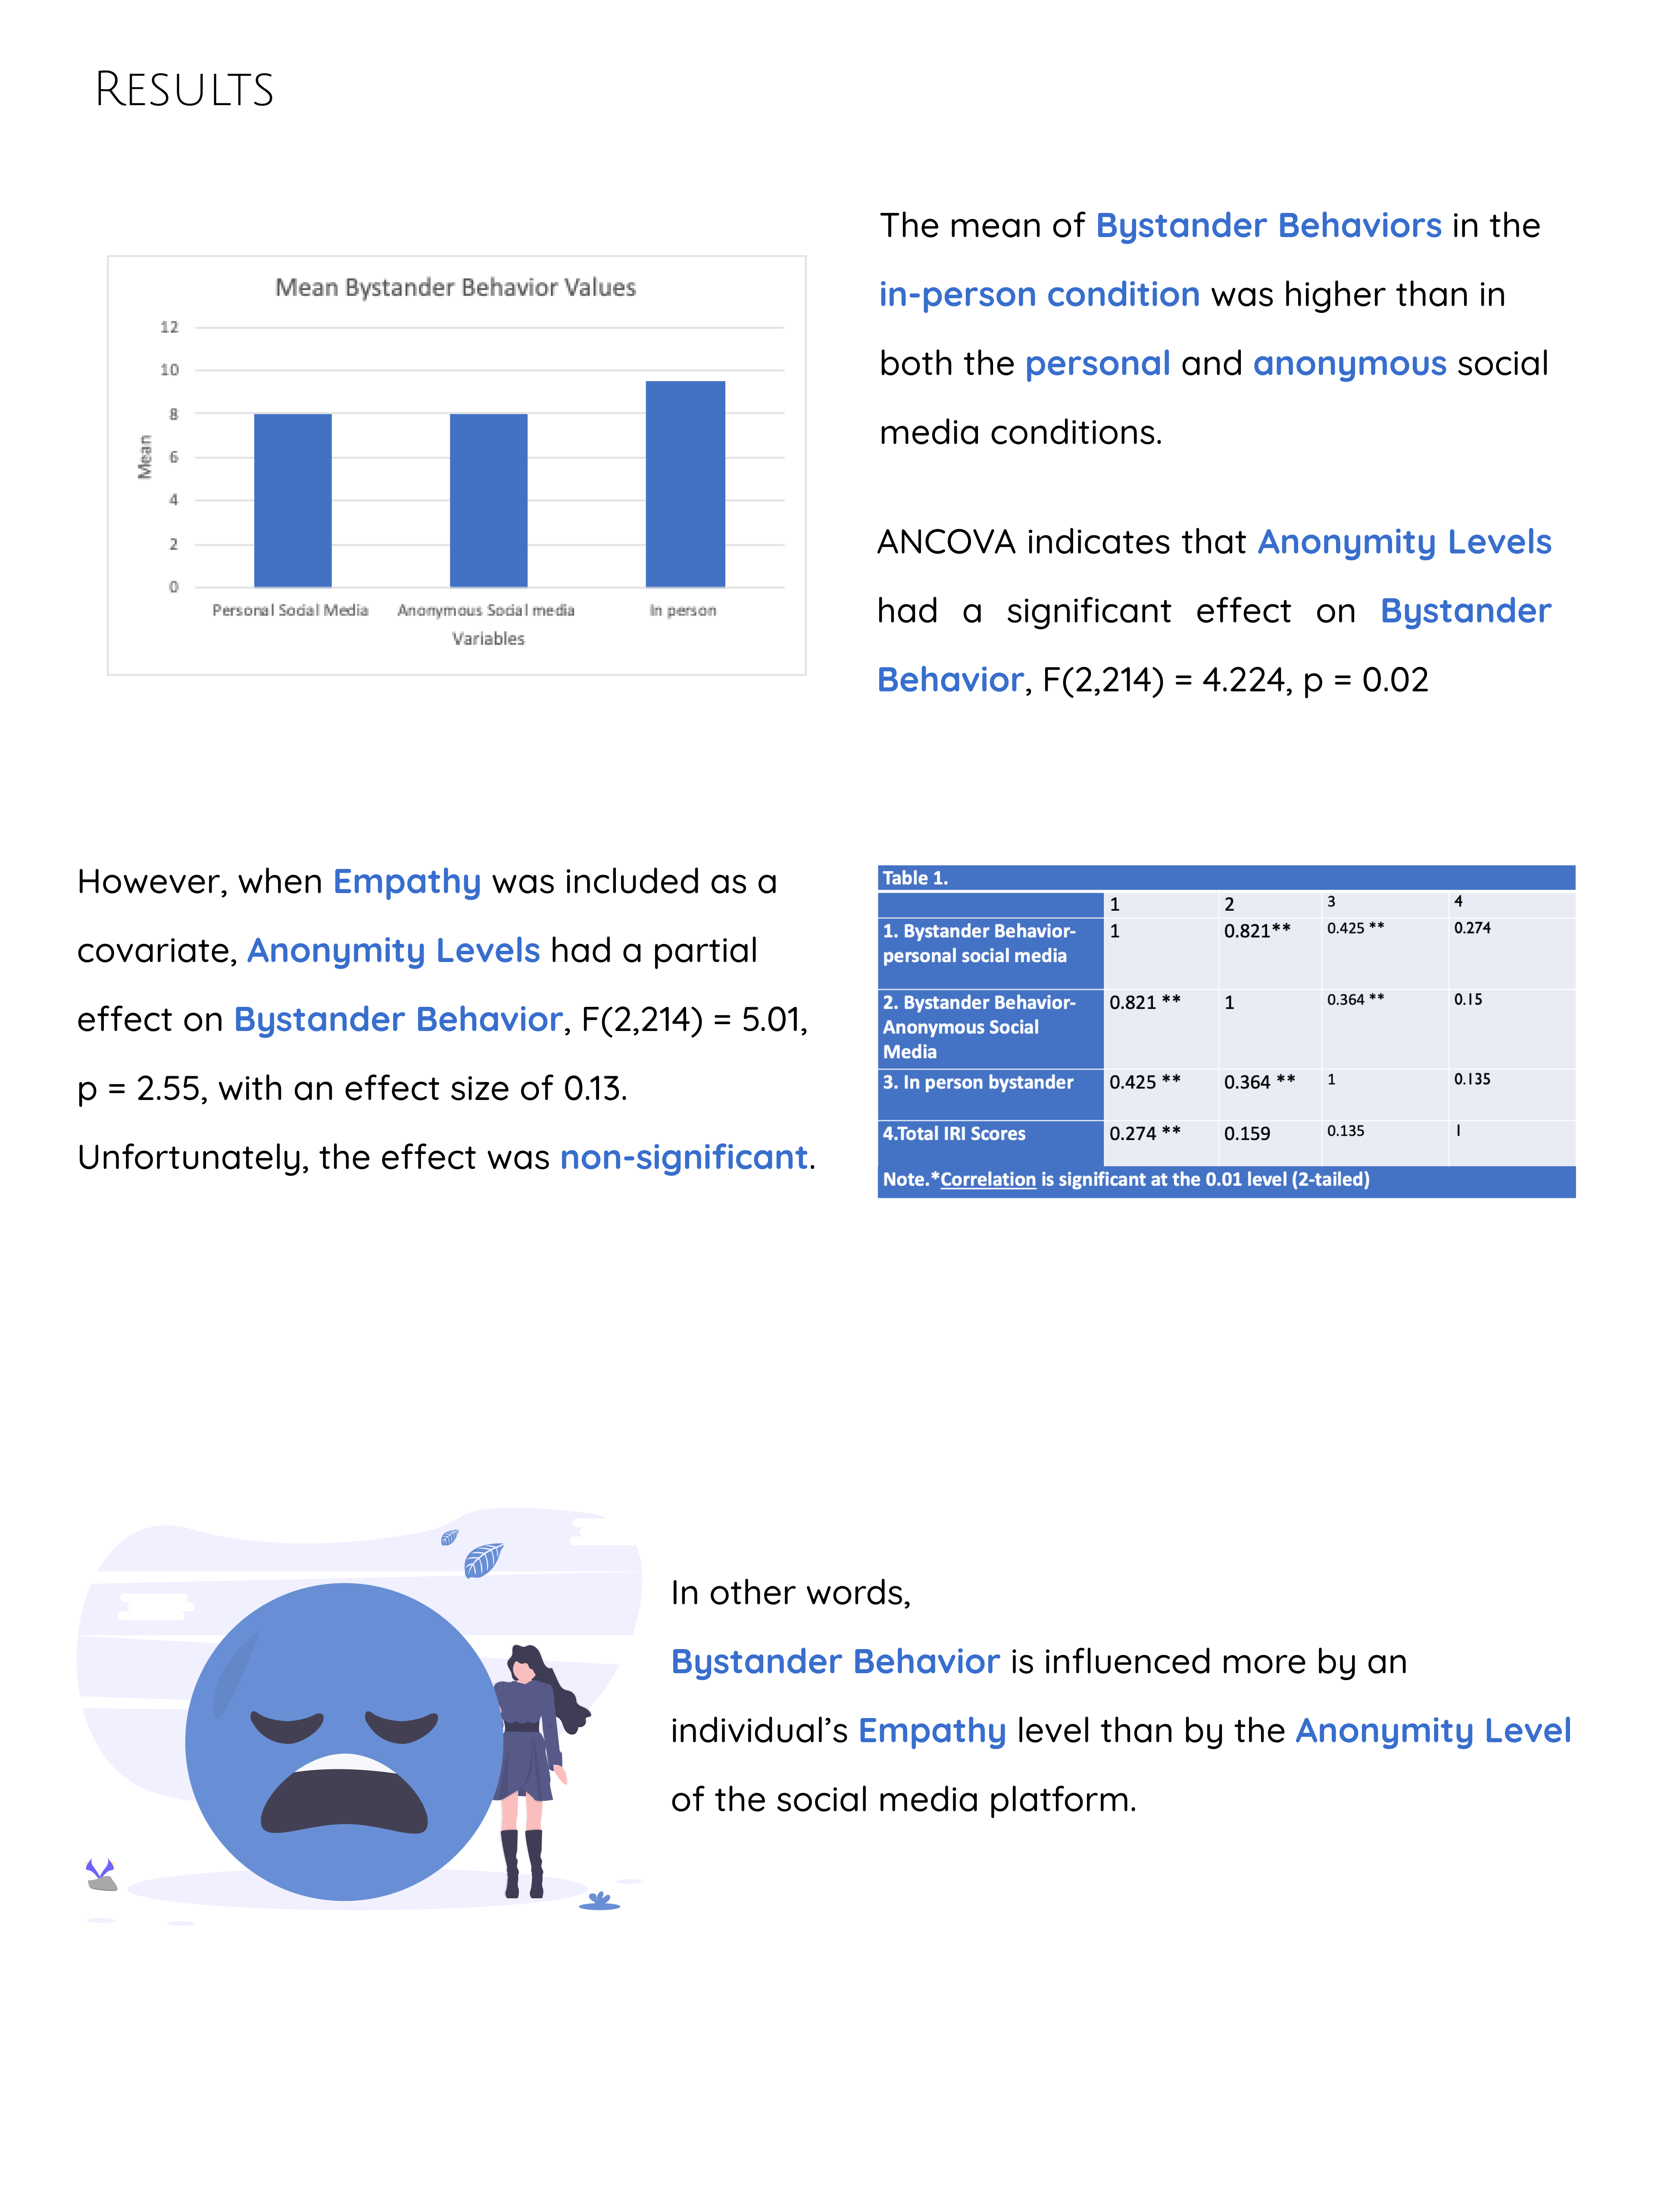 RESULTS
Mean Bystander Behavior Values
12
10
8
6
4
2
0
Mean
Personal Social Media Anonymous Social media In person
Variables
The mean of Bystander Behaviors in the
in-person condition was higher than in
both the personal and anonymous social
media conditions.
ANCOVA indicates that Anonymity Levels
had a significant effect on Bystander
Behavior, F(2,214) = 4.224, p = 0.02
However, when Empathy was included as a
covariate, Anonymity Levels had a partial
effect on Bystander Behavior, F(2,214) = 5.01,
p = 2.55, with an effect size of 0.13.
Unfortunately, the effect was non-significant.
Table 1.
1 2 3 4
1. Bystander Behavior- 1 0.821** 0.425 ** 0.274
personal social media
2. Bystander Behavior- 0.821 ** 1 0.364 ** 0.15
Anonymous Social
Media
3. In person bystander 0.425 ** 0.364 ** 1 0.135
4.Total IRI Scores 0.274 ** 0.159 0.135 1
Note.*Correlation is significant at the 0.01 level (2-tailed)
In other words,
Bystander Behavior is influenced more by an
individual’s Empathy level than by the Anonymity Level
of the social media platform.